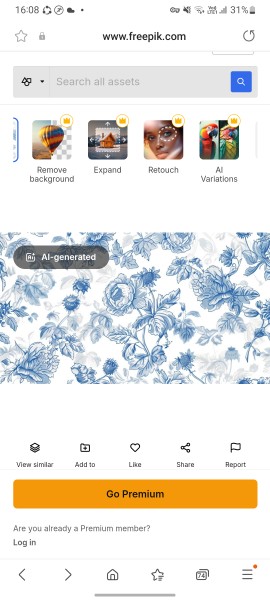 16:08
31%
www.freepik.com
Search all assets
Remove
background
Expand
Retouch
AI
Variations
AI-generated
View similar
Add to
Like
Share
Report
Go Premium
Are you already a Premium member?
Log in
74